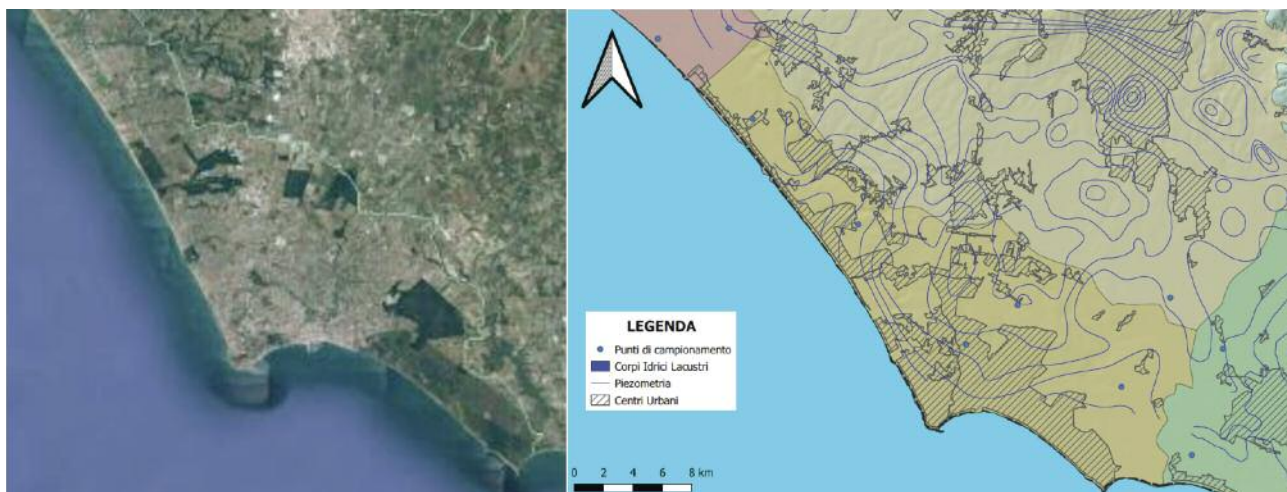 LEGENDA
Punti di campionamento
Corpi Idrici Lacustri
Piezometria
Centri Urbani
0 2 4 6 8 km